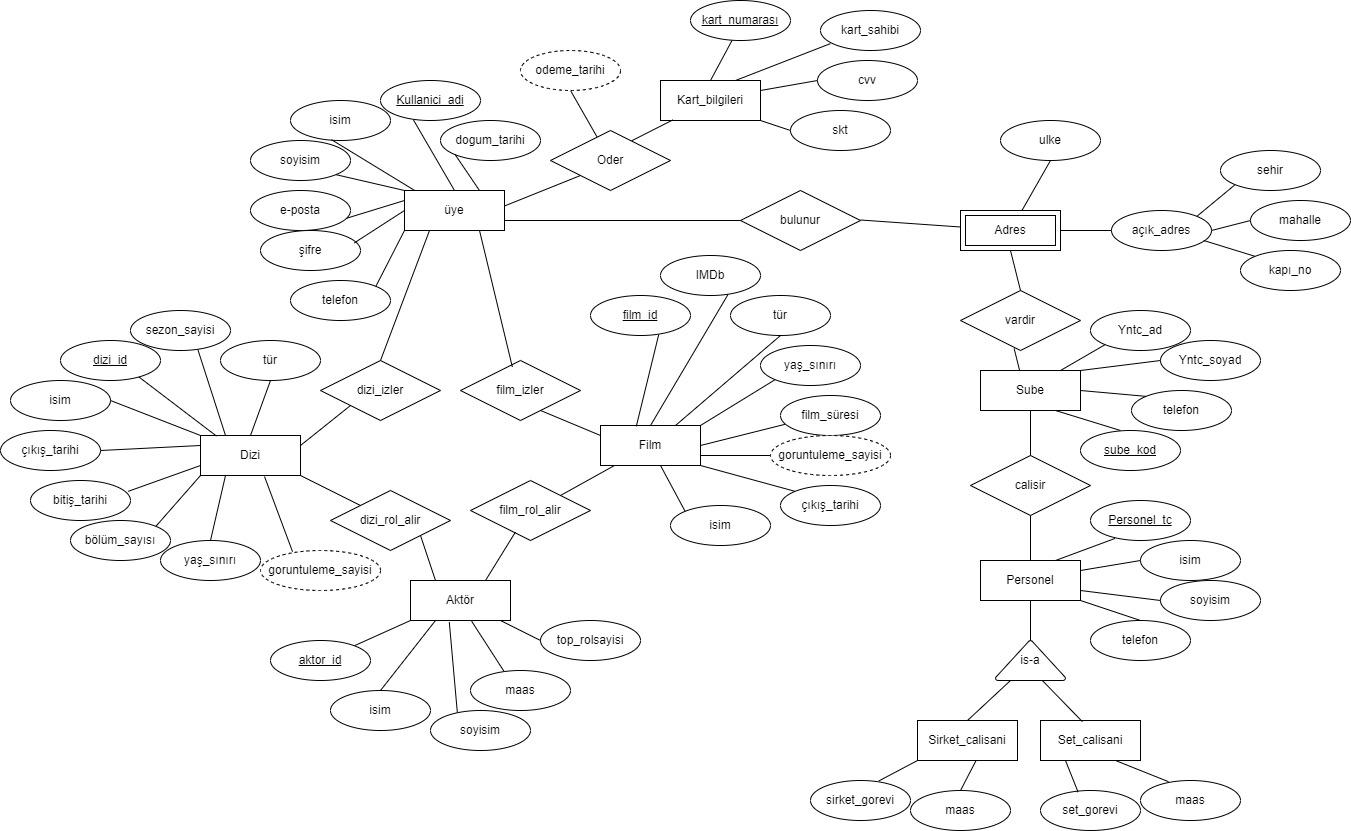 kart_numarası
kart_sahibi
odeme_tarihi
cvv
Kart_bilgileri
Kullanici_adi
isim
skt
dogum_tarihi
ulke
soyisim
Oder
sehir
e-posta
üye
bulunur
Adres
açık_adres
mahalle
şifre
kapı_no
IMDb
telefon
film_id
tür
vardir
sezon_sayisi
Yntc_ad
dizi_id
tür
yaş_sınırı
Yntc_soyad
isim
dizi_izler
film_izler
Sube
telefon
film_süresi
çıkış_tarihi
Dizi
Film
goruntuleme_sayisi
sube_kod
calisir
bitiş_tarihi
film_rol_alir
çıkış_tarihi
dizi_rol_alir
isim
Personel_tc
bölüm_sayısı
yaş_sınırı
goruntuleme_sayisi
isim
Personel
Aktör
soyisim
top_rolsayisi
telefon
aktor_id
is-a
maas
isim
soyisim
Sirket_calisani
Set_calisani
sirket_gorevi
maas
set_gorevi
maas